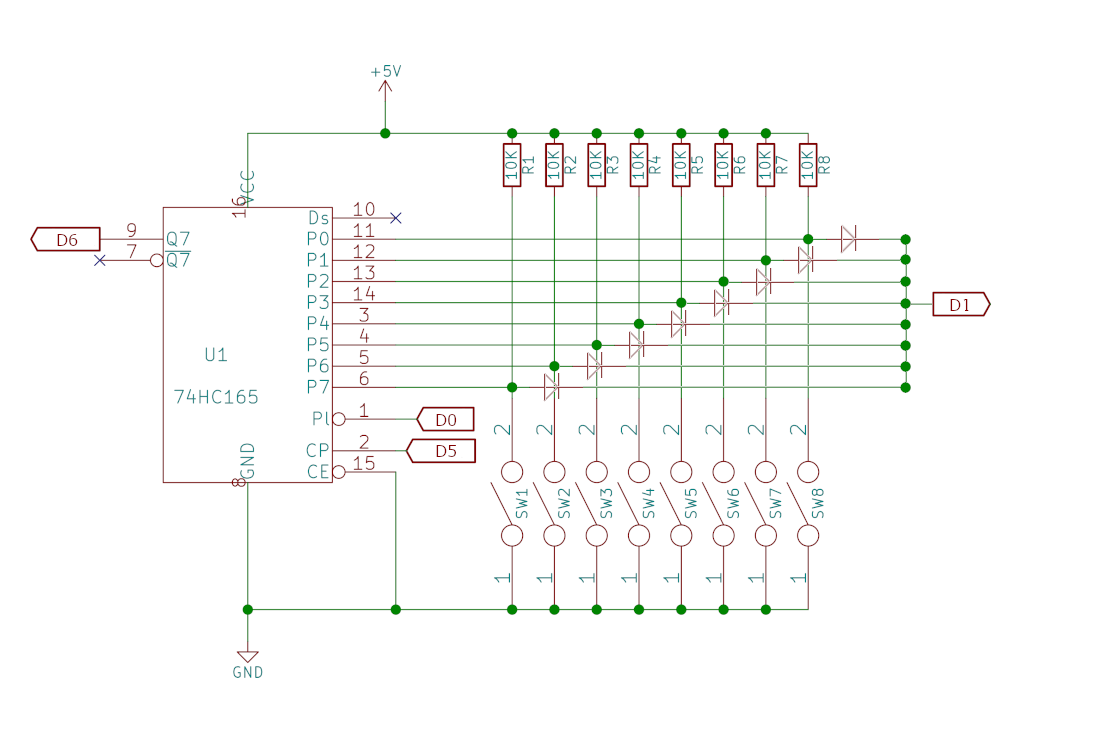 +5V
10K R1
10K R2
10K R3
10K R4
10K R5
10K R6
10K R7
10K R8
16 VCC
Ds 10
D6 9 Q7
P0 11
7 Q7
P1 12
P2 13
P3 14
D1
P4 3
P5 4
P6 5
P7 6
U1
74HC165
Pl 1 D0
CP 2 D5
CE 15
8 GND
2 2 2 2 2 2 2 2
SW1 SW2 SW3 SW4 SW5 SW6 SW7 SW8
1 1 1 1 1 1 1 1
GND